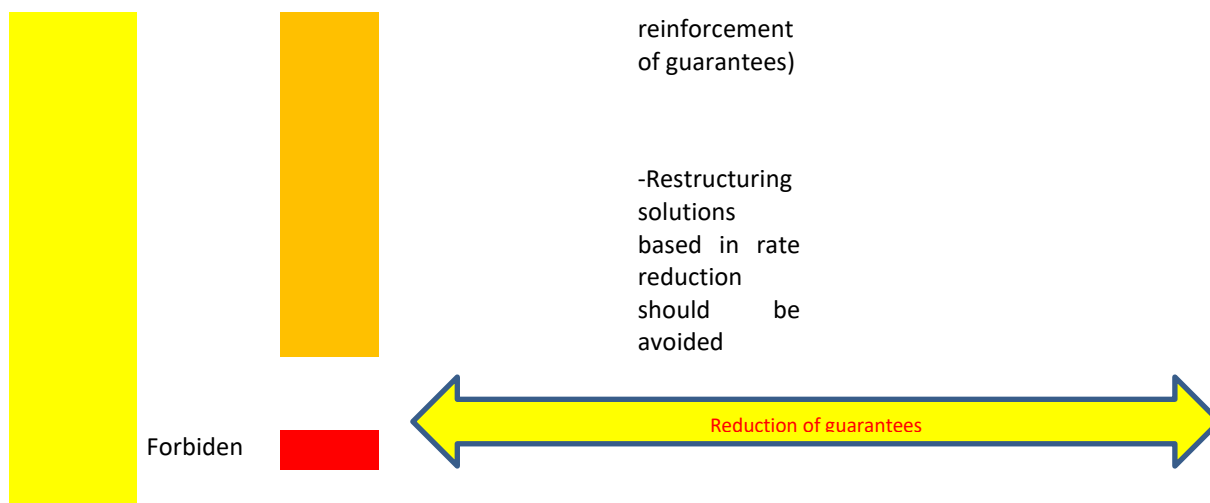 reinforcement
of guarantees)
-Restructuring
solutions
based in rate
reduction
should be
avoided
Reduction of guarantees
Forbiden